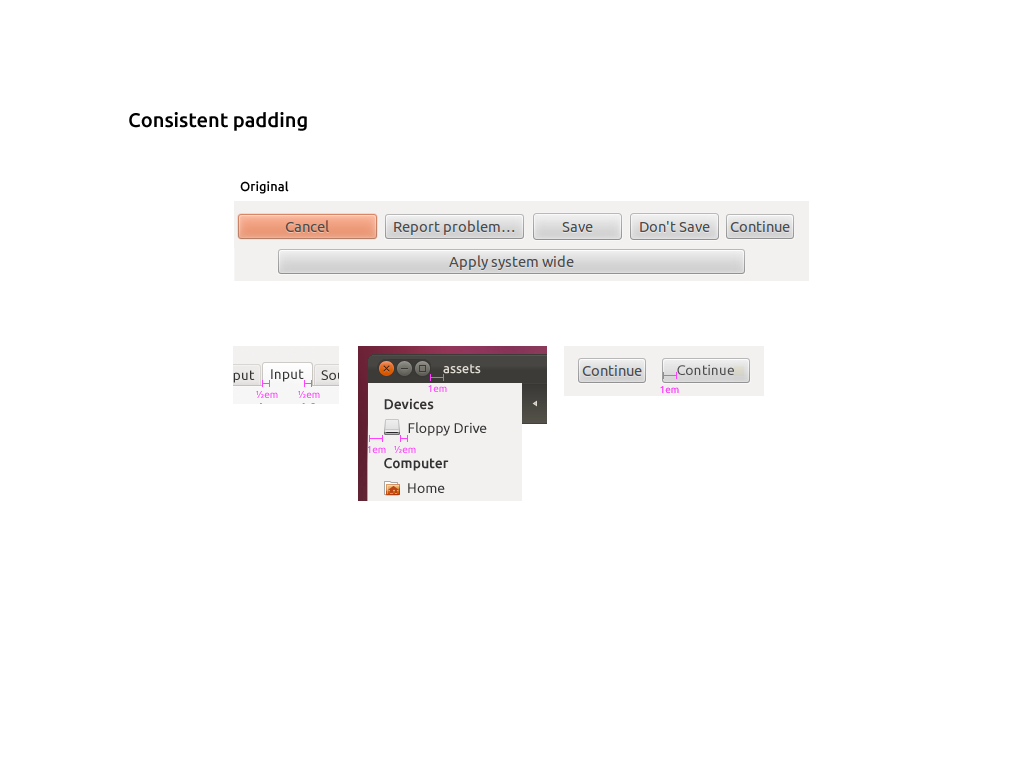 Consistent padding
Original
Cancel Report problem... Save Don't Save Continue
Apply system wide
put Input Sou
½em ½em
assets
1em
Devices
Floppy Drive
1em ½em
Computer
Home
Continue Continue
1em